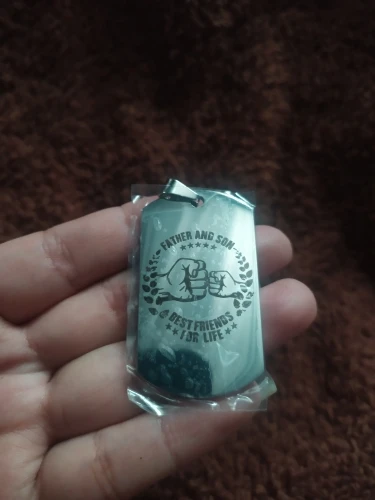 FATHER AND SON
BEST FRIENDS
FOR LIFE